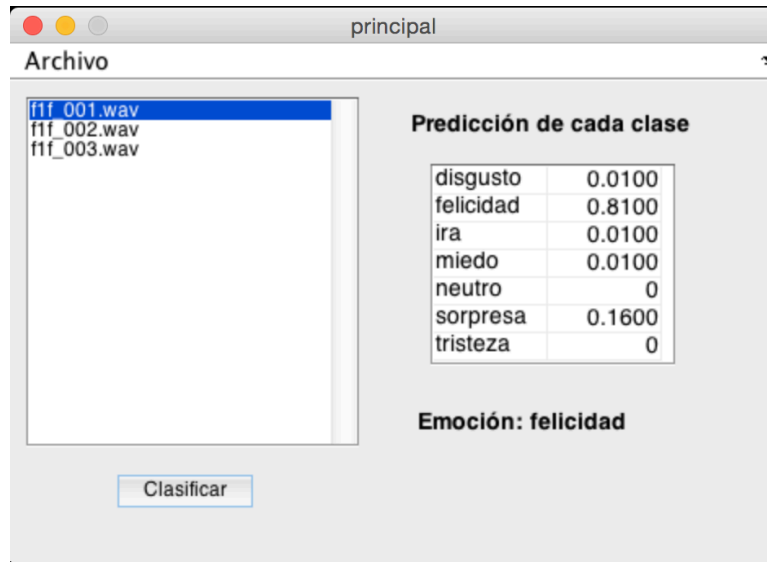 principal
Archivo
f1f_001.wav
f1f_002.wav
f1f_003.wav
Predicción de cada clase
disgusto 0.0100
felicidad 0.8100
ira 0.0100
miedo 0.0100
neutro 0
sorpresa 0.1600
tristeza 0
Emoción: felicidad
Clasificar